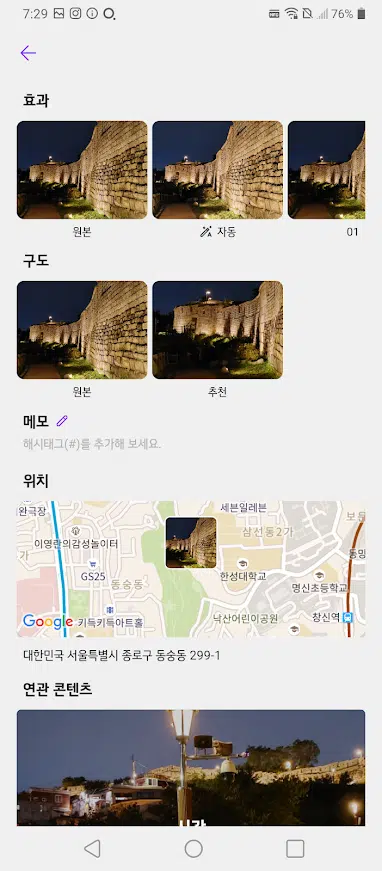 7:29
76%
효과
원본
자동
01
구도
원본
추천
메모
해시태그(#)를 추가해 보세요.
위치
완극장
세븐일레븐
보문
이영란의감성놀이터
삼선동2가
동망
GS25
동숭동
한성대학교
명신초등학교
가
Google
키득키득아트홀
낙산어린이공원
창신역
대한민국 서울특별시 종로구 동숭동 299-1
연관 콘텐츠